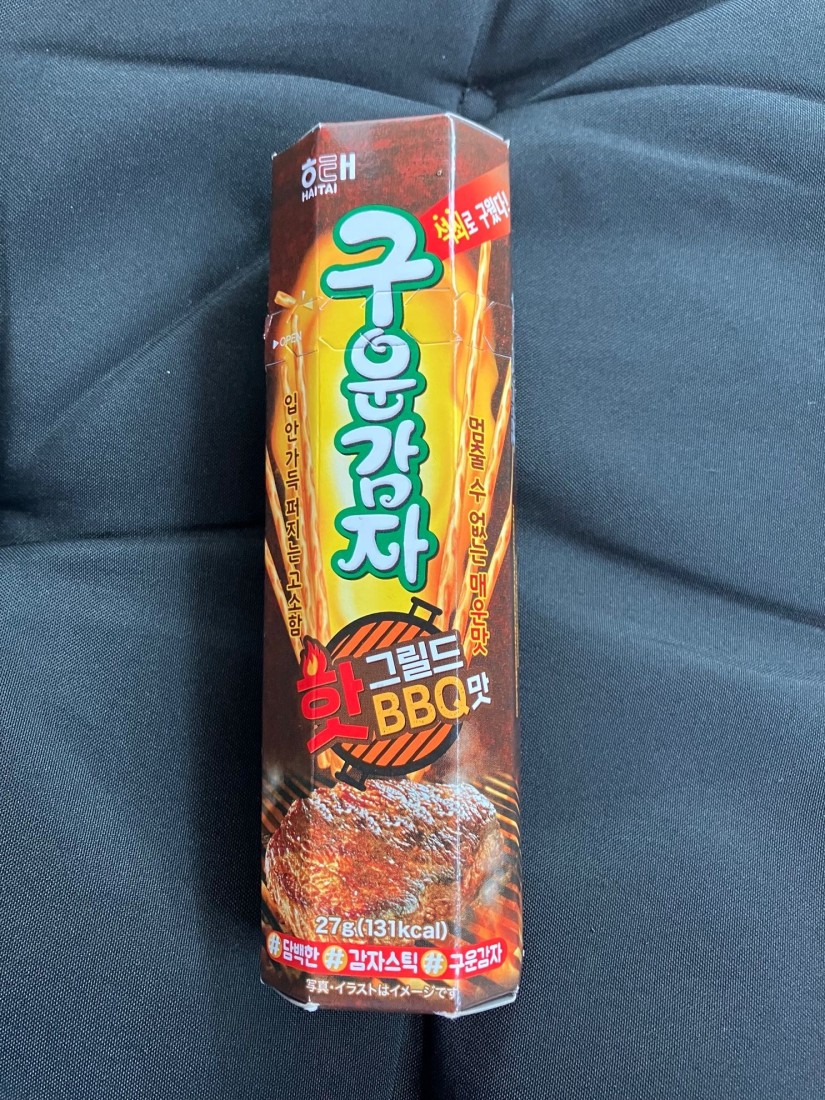 해태
HAITAI
석쇠로 구웠다!
구운감자
OPEN
입안가득 퍼지는 고소함
멈출 수 없는 매운맛
핫 그릴드
BBQ맛
27g(131kcal)
#담백한 #감자스틱 #구운감자
写真・イラストはイメージです